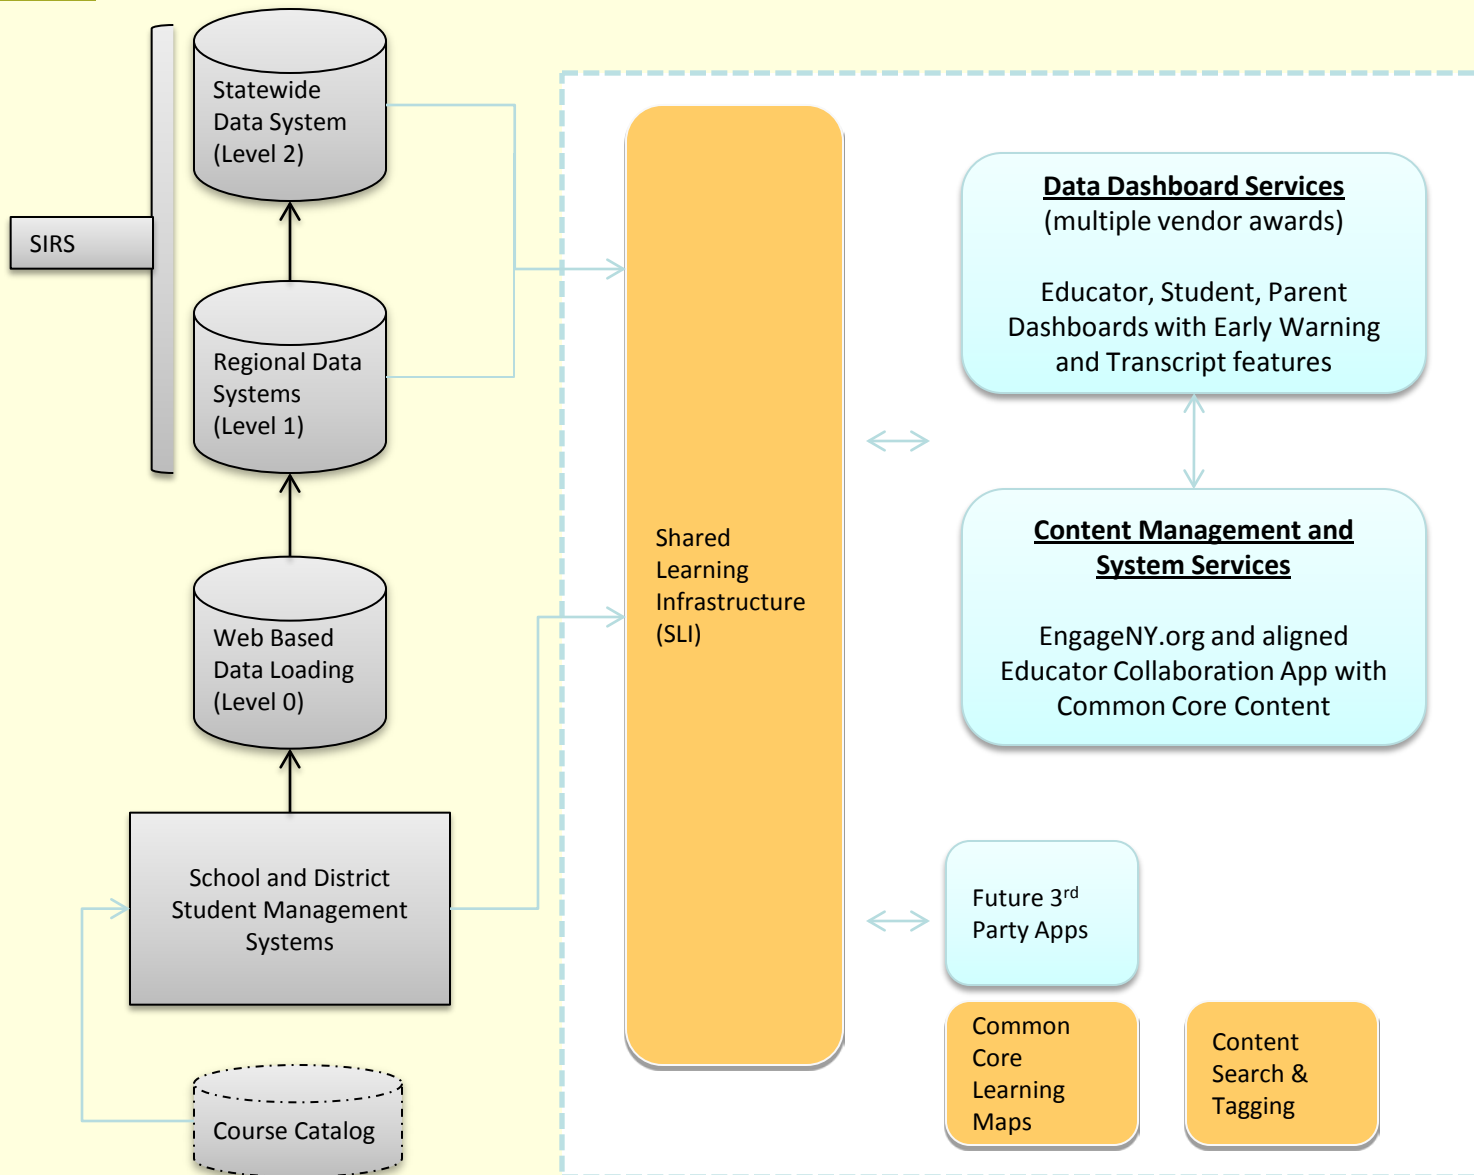 Statewide
Data System
(Level 2)
SIRS
Regional Data
Systems
(Level 1)
Web Based
Data Loading
(Level 0)
School and District
Student Management
Systems
Course Catalog
Shared
Learning
Infrastructure
(SLI)
Data Dashboard Services
(multiple vendor awards)
Educator, Student, Parent
Dashboards with Early Warning
and Transcript features
Content Management and
System Services
EngageNY.org and aligned
Educator Collaboration App with
Common Core Content
Future 3rd
Party Apps
Common
Core
Learning
Maps
Content
Search &
Tagging